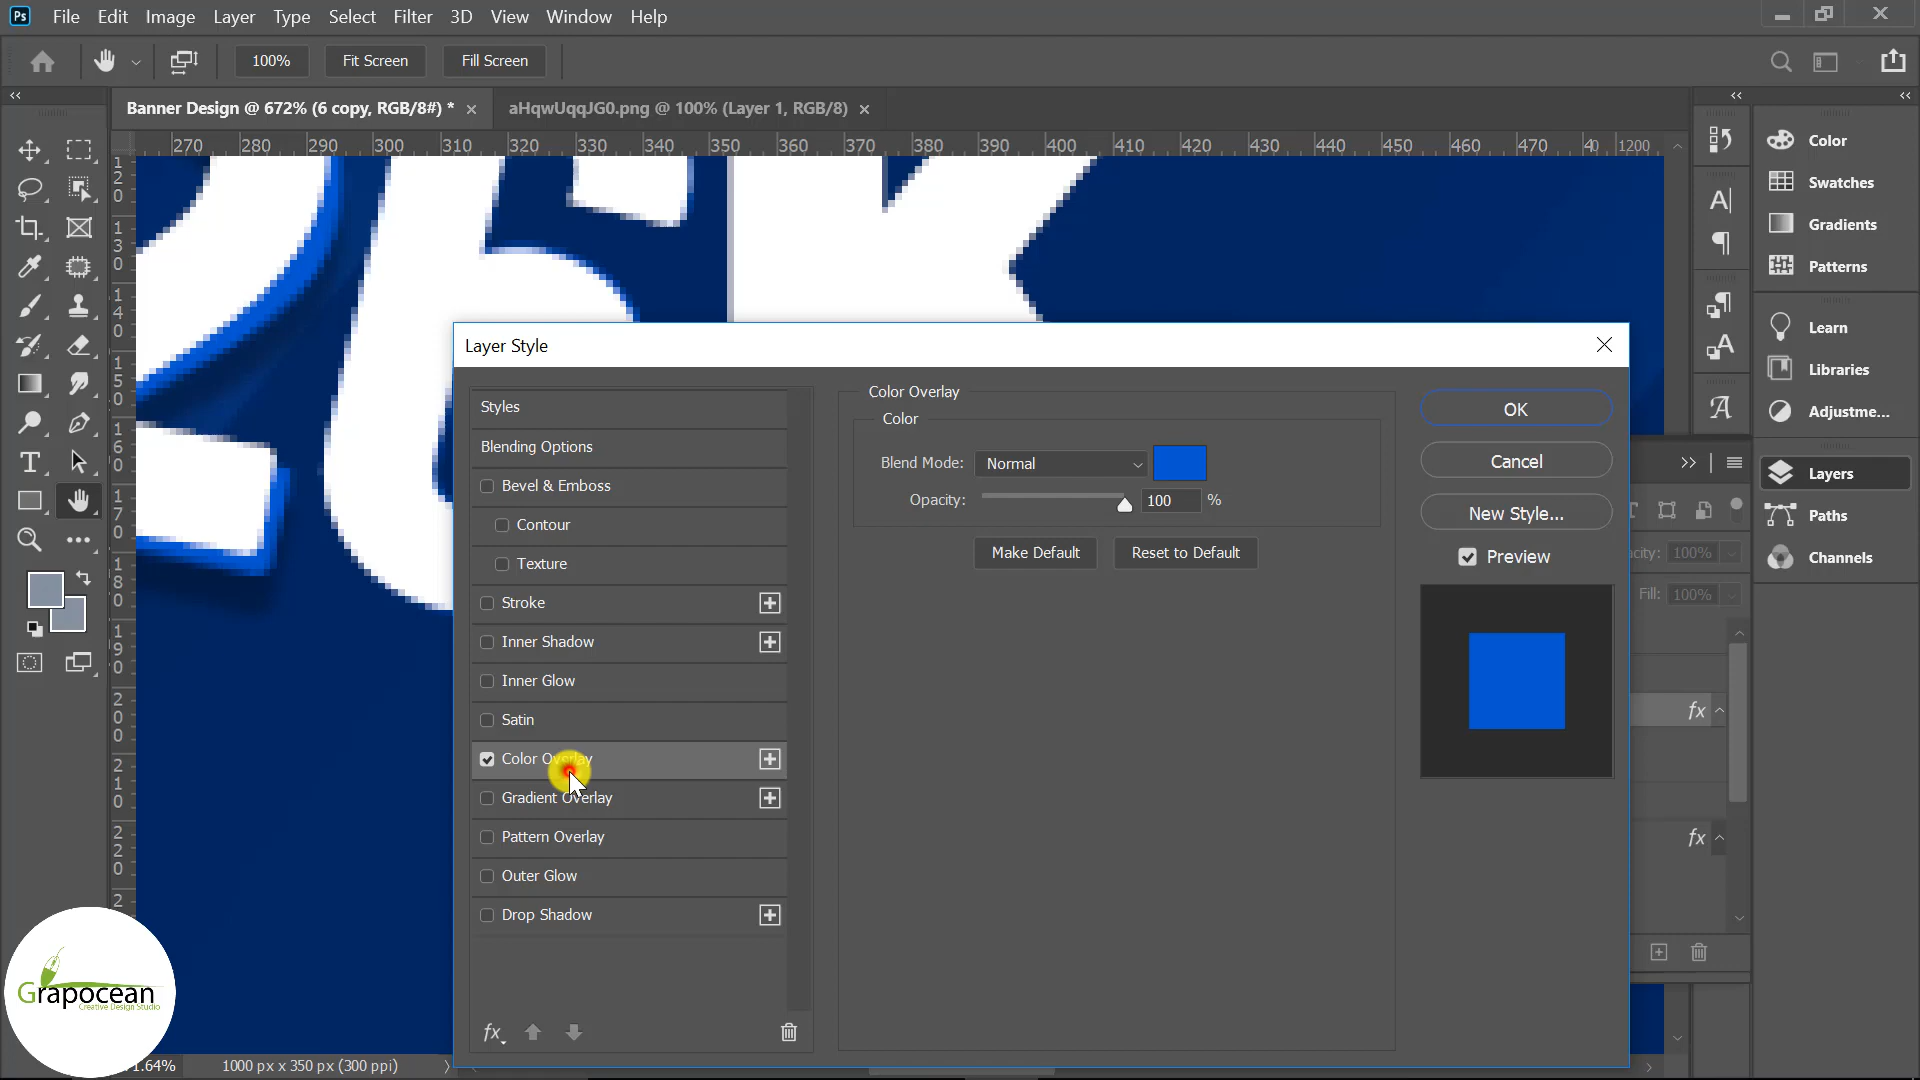 Ps File Edit Image Layer Type Select Filter 3D View Window Help
100% Fit Screen Fill Screen
Banner Design @ 672% (6 copy, RGB/8#) * × aHqwUqqJG0.png @ 100% (Layer 1, RGB/8) ×
270 280 290 300 310 320 330 340 350 360 370 380 390 400 410 420 430 440 450 460 470 1200
Color
Swatches
Gradients
Patterns
Learn
Libraries
Adjustme...
Layers
Paths
Channels
Layer Style
Styles
Blending Options
Bevel & Emboss
Contour
Texture
Stroke
Inner Shadow
Inner Glow
Satin
Color Overlay
Gradient Overlay
Pattern Overlay
Outer Glow
Drop Shadow
fx
Color Overlay
Color
Blend Mode: Normal
Opacity: 100 %
Make Default Reset to Default
OK
Cancel
New Style...
Preview
acity: 100%
Fill: 100%
fx
fx
Grapocean
Creative Design Studio
1.64% 1000 px x 350 px (300 ppi)